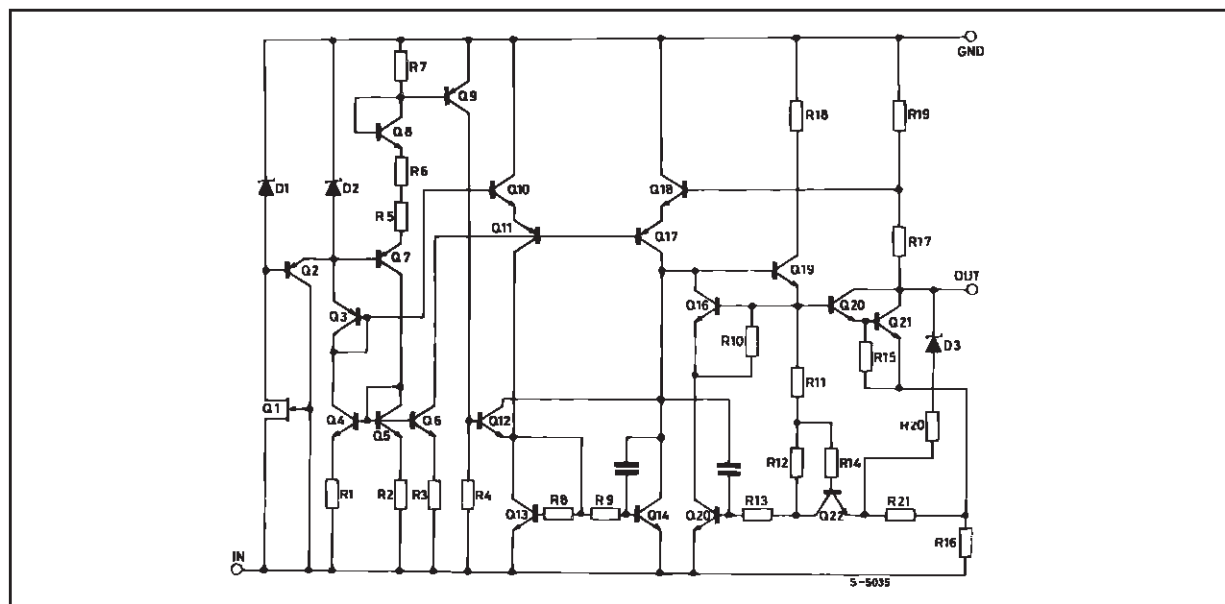 GND
R7
Q9
R18
R19
Q8
D1
D2
R6
Q10
Q18
R5
Q11
Q17
R17
Q2
Q7
Q19
OUT
Q3
Q16
Q20
Q21
R10
R15
D3
R11
Q1
Q4
Q5
Q6
Q12
R20
R12
R14
R1
R2
R3
R4
Q13
R8
R9
Q14
Q20
R13
Q22
R21
R16
IN
S-5035